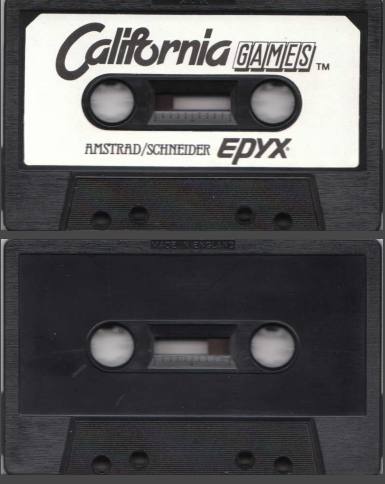 California GAMES TM
AMSTRAD/SCHNEIDER EPYX
MADE IN ENGLAND